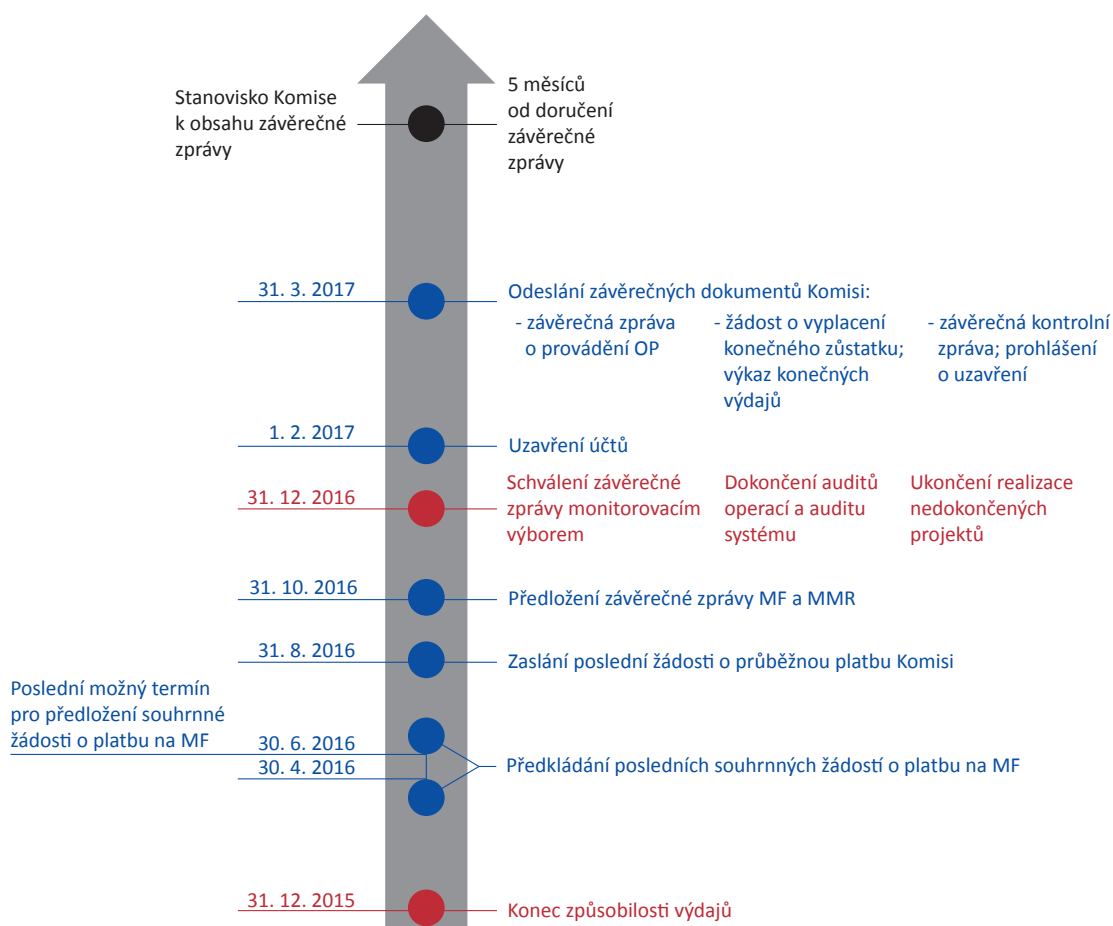 Stanovisko Komise
k obsahu závěrečné
zprávy
5 měsíců
od doručení
závěrečné
zprávy
31. 3. 2017
Odeslání závěrečných dokumentů Komisi:
- závěrečná zpráva
o provádění OP
- žádost o vyplacení
konečného zůstatku;
výkaz konečných
výdajů
- závěrečná kontrolní
zpráva; prohlášení
o uzavření
1. 2. 2017
Uzavření účtů
31. 12. 2016
Schválení závěrečné
zprávy monitorovacím
výborem
Dokončení auditů
operací a auditu
systému
Ukončení realizace
nedokončených
projektů
31. 10. 2016
Předložení závěrečné zprávy MF a MMR
31. 8. 2016
Zaslání poslední žádosti o průběžnou platbu Komisi
Poslední možný termín
pro předložení souhrnné
žádosti o platbu na MF
30. 6. 2016
30. 4. 2016
Předkládání posledních souhrnných žádostí o platbu na MF
31. 12. 2015
Konec způsobilosti výdajů